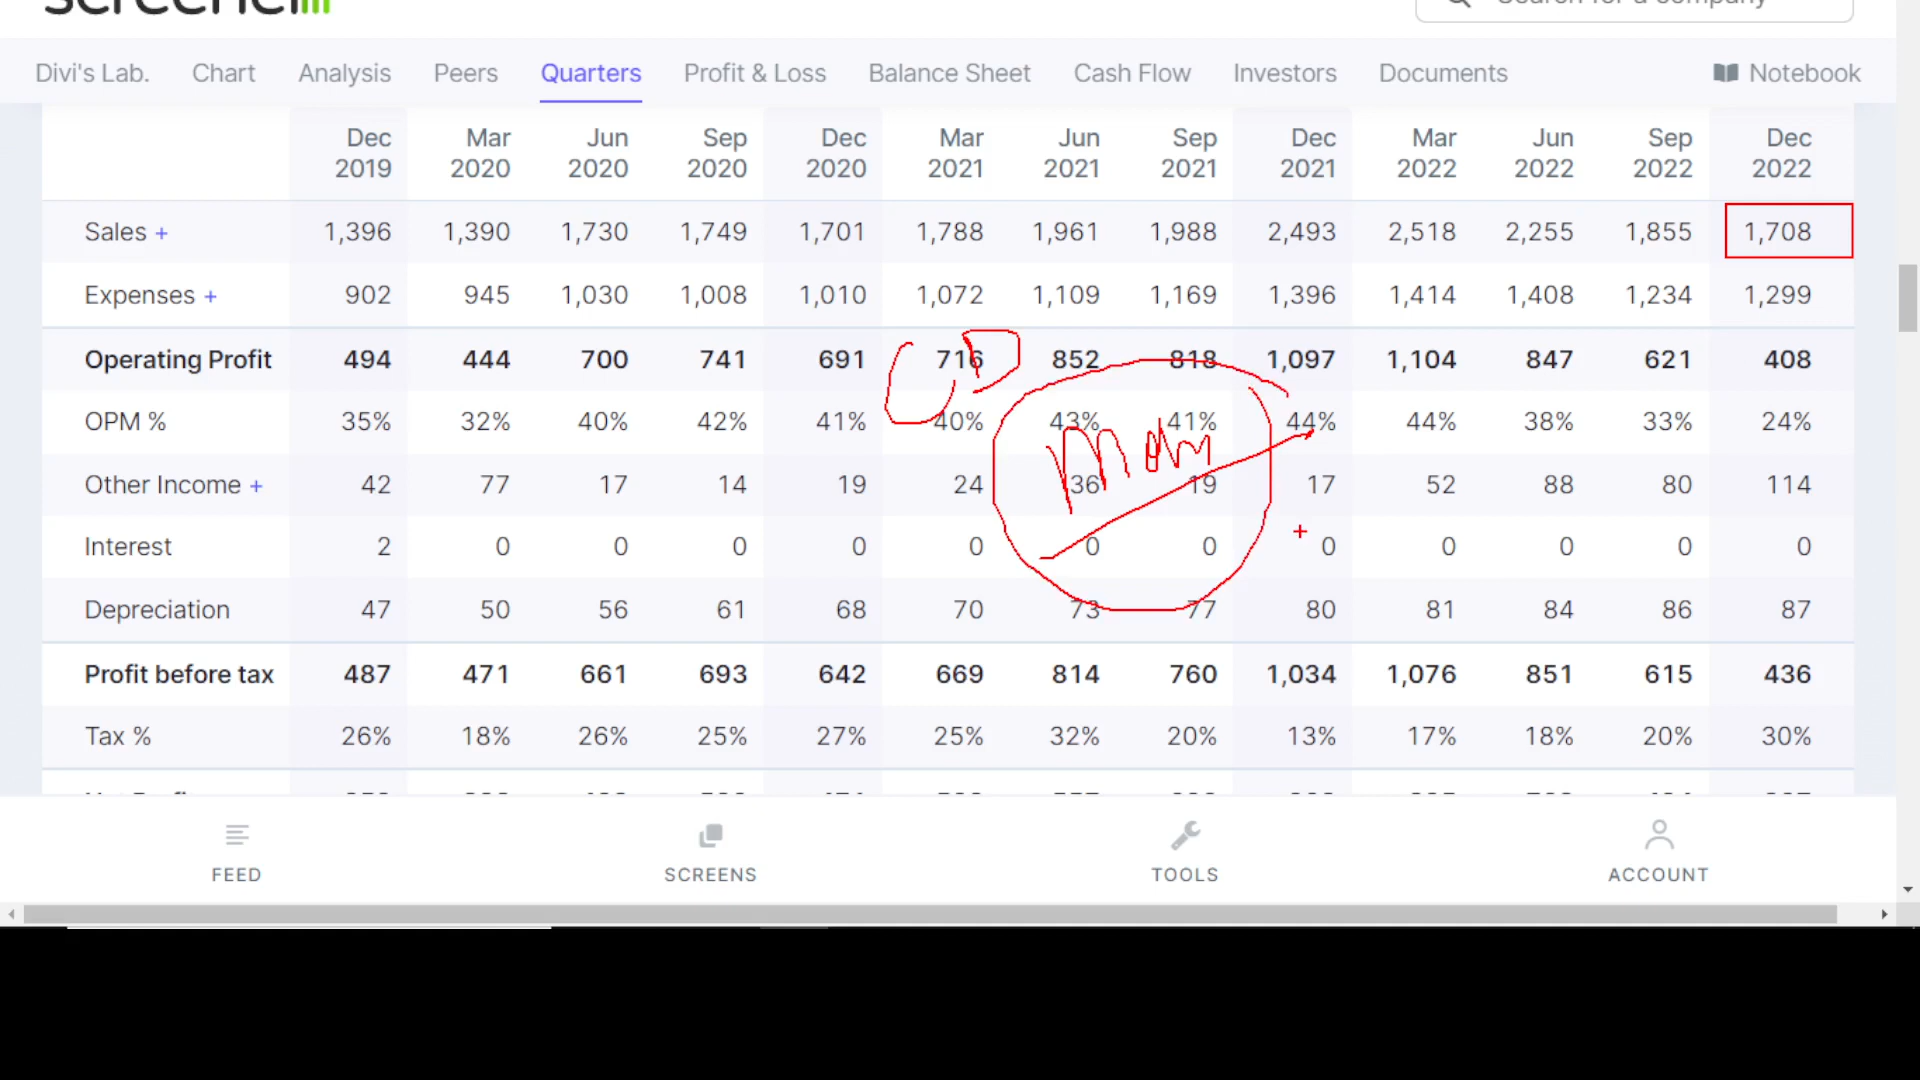 screener
Search for a company
Divi's Lab. Chart Analysis Peers Quarters Profit & Loss Balance Sheet Cash Flow Investors Documents Notebook
Dec 2019 Mar 2020 Jun 2020 Sep 2020 Dec 2020 Mar 2021 Jun 2021 Sep 2021 Dec 2021 Mar 2022 Jun 2022 Sep 2022 Dec 2022
Sales + 1,396 1,390 1,730 1,749 1,701 1,788 1,961 1,988 2,493 2,518 2,255 1,855 1,708
Expenses + 902 945 1,030 1,008 1,010 1,072 1,109 1,169 1,396 1,414 1,408 1,234 1,299
Operating Profit 494 444 700 741 691 716 852 818 1,097 1,104 847 621 408
OPM % 35% 32% 40% 42% 41% 40% 43% 41% 44% 44% 38% 33% 24%
Other Income + 42 77 17 14 19 24 36 19 17 52 88 80 114
Interest 2 0 0 0 0 0 0 0 0 0 0 0 0
Depreciation 47 50 56 61 68 70 73 77 80 81 84 86 87
Profit before tax 487 471 661 693 642 669 814 760 1,034 1,076 851 615 436
Tax % 26% 18% 26% 25% 27% 25% 32% 20% 13% 17% 18% 20% 30%
FEED SCREENS TOOLS ACCOUNT